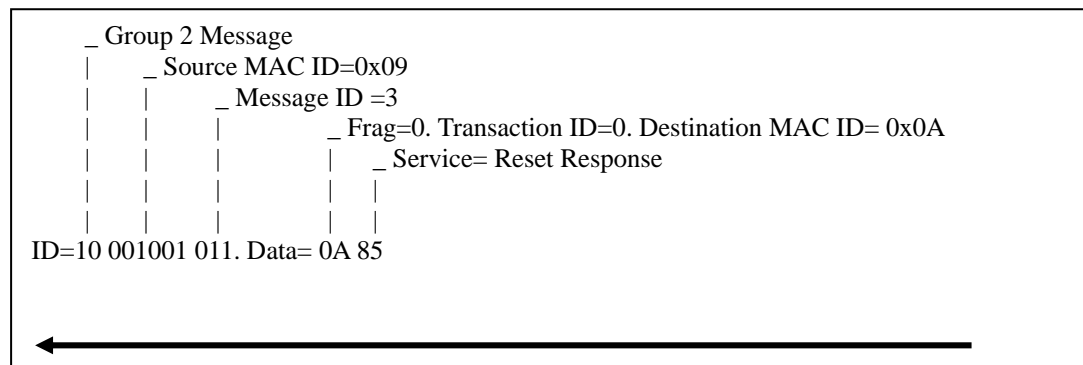 _ Group 2 Message
| _ Source MAC ID=0x09
| | _ Message ID =3
| | | _ Frag=0. Transaction ID=0. Destination MAC ID= 0x0A
| | | | _ Service= Reset Response
| | | | |
| | | | |
ID=10 001001 011. Data= 0A 85